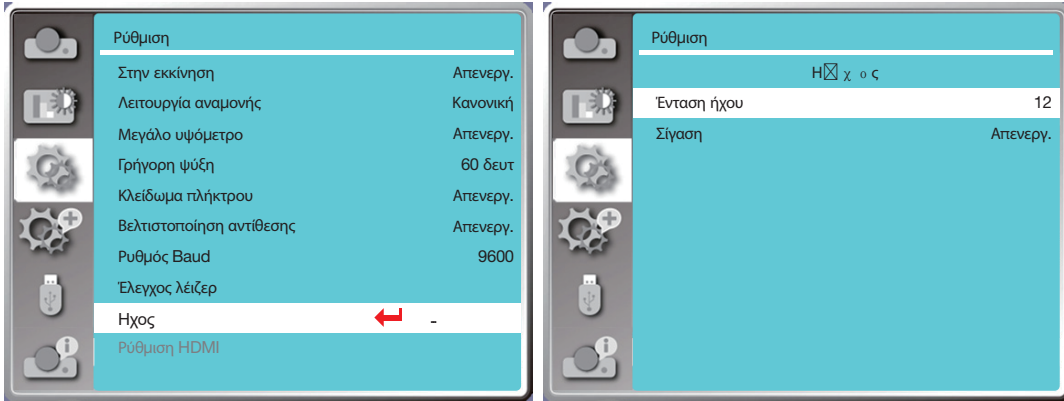 Ρύθμιση
Στην εκκίνηση Απενεργ.
Λειτουργία αναμονής Κανονική
Μεγάλο υψόμετρο Απενεργ.
Γρήγορη ψύξη 60 δευτ
Κλείδωμα πλήκτρου Απενεργ.
Βελτιστοποίηση αντίθεσης Απενεργ.
Ρυθμός Baud 9600
Έλεγχος λέιζερ
Ηχος -
Ρύθμιση HDMI
Ρύθμιση
Η☒ χ ο ς
Ένταση ήχου 12
Σίγαση Απενεργ.